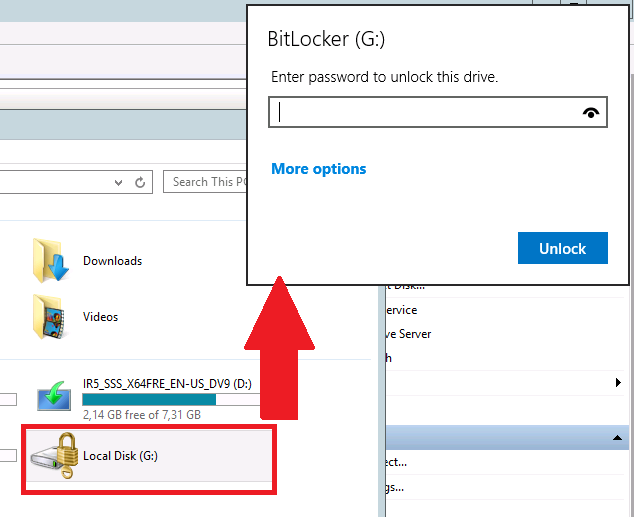 BitLocker (G:)
Enter password to unlock this drive.
More options
Unlock
Search This PC
Downloads
Videos
IR5_SSS_X64FRE_EN-US_DV9 (D:)
2,14 GB free of 7,31 GB
Local Disk (G:)
t Disk...
ervice
ve Server
h
ect...
gs...